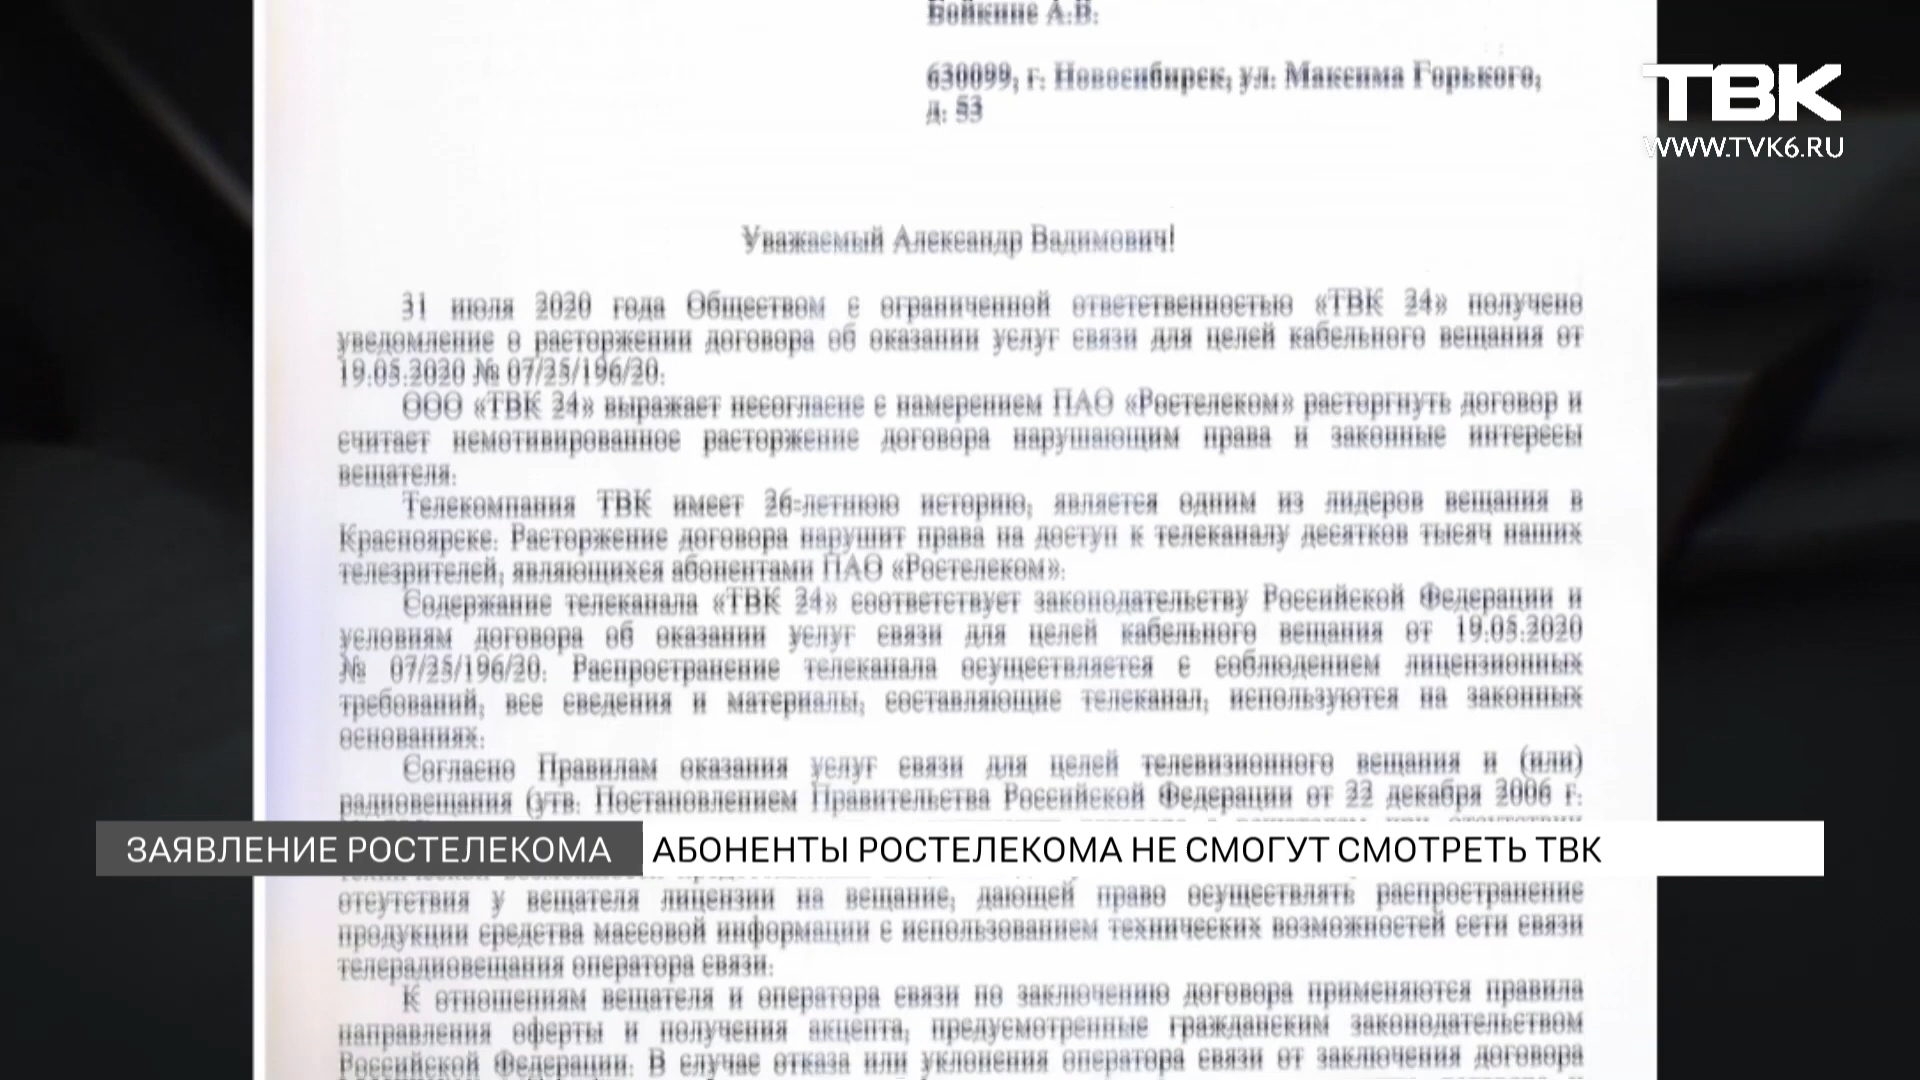 Бойкине А.В.
630099, г. Новосибирск, ул. Максима Горького,
д. 53
ТВК
WWW.TVK6.RU
Уважаемый Александр Вадимович!
31 июля 2020 года Обществом с ограниченной ответственностью «ТВК 24» получено
уведомление о расторжении договора об оказании услуг связи для целей кабельного вещания от
19.05.2020 № 07/25/196/20.
ООО «ТВК 24» выражает несогласие с намерением ПАО «Ростелеком» расторгнуть договор и
считает немотивированное расторжение договора нарушающим права и законные интересы
вещателя.
Телекомпания ТВК имеет 26-летнюю историю, является одним из лидеров вещания в
Красноярске. Расторжение договора нарушит права на доступ к телеканалу десятков тысяч наших
телезрителей, являющихся абонентами ПАО «Ростелеком».
Содержание телеканала «ТВК 24» соответствует законодательству Российской Федерации и
условиям договора об оказании услуг связи для целей кабельного вещания от 19.05.2020
№ 07/25/196/20. Распространение телеканала осуществляется с соблюдением лицензионных
требований, все сведения и материалы, составляющие телеканал, используются на законных
основаниях.
Согласно Правилам оказания услуг связи для целей телевизионного вещания и (или)
радиовещания (утв. Постановлением Правительства Российской Федерации от 22 декабря 2006 г.
ЗАЯВЛЕНИЕ РОСТЕЛЕКОМА АБОНЕНТЫ РОСТЕЛЕКОМА НЕ СМОГУТ СМОТРЕТЬ ТВК
отсутствия у вещателя лицензии на вещание, дающей право осуществлять распространение
продукции средства массовой информации с использованием технических возможностей сети связи
телерадиовещания оператора связи.
К отношениям вещателя и оператора связи по заключению договора применяются правила
направления оферты и получения акцепта, предусмотренные гражданским законодательством
Российской Федерации. В случае отказа или уклонения оператора связи от заключения договора